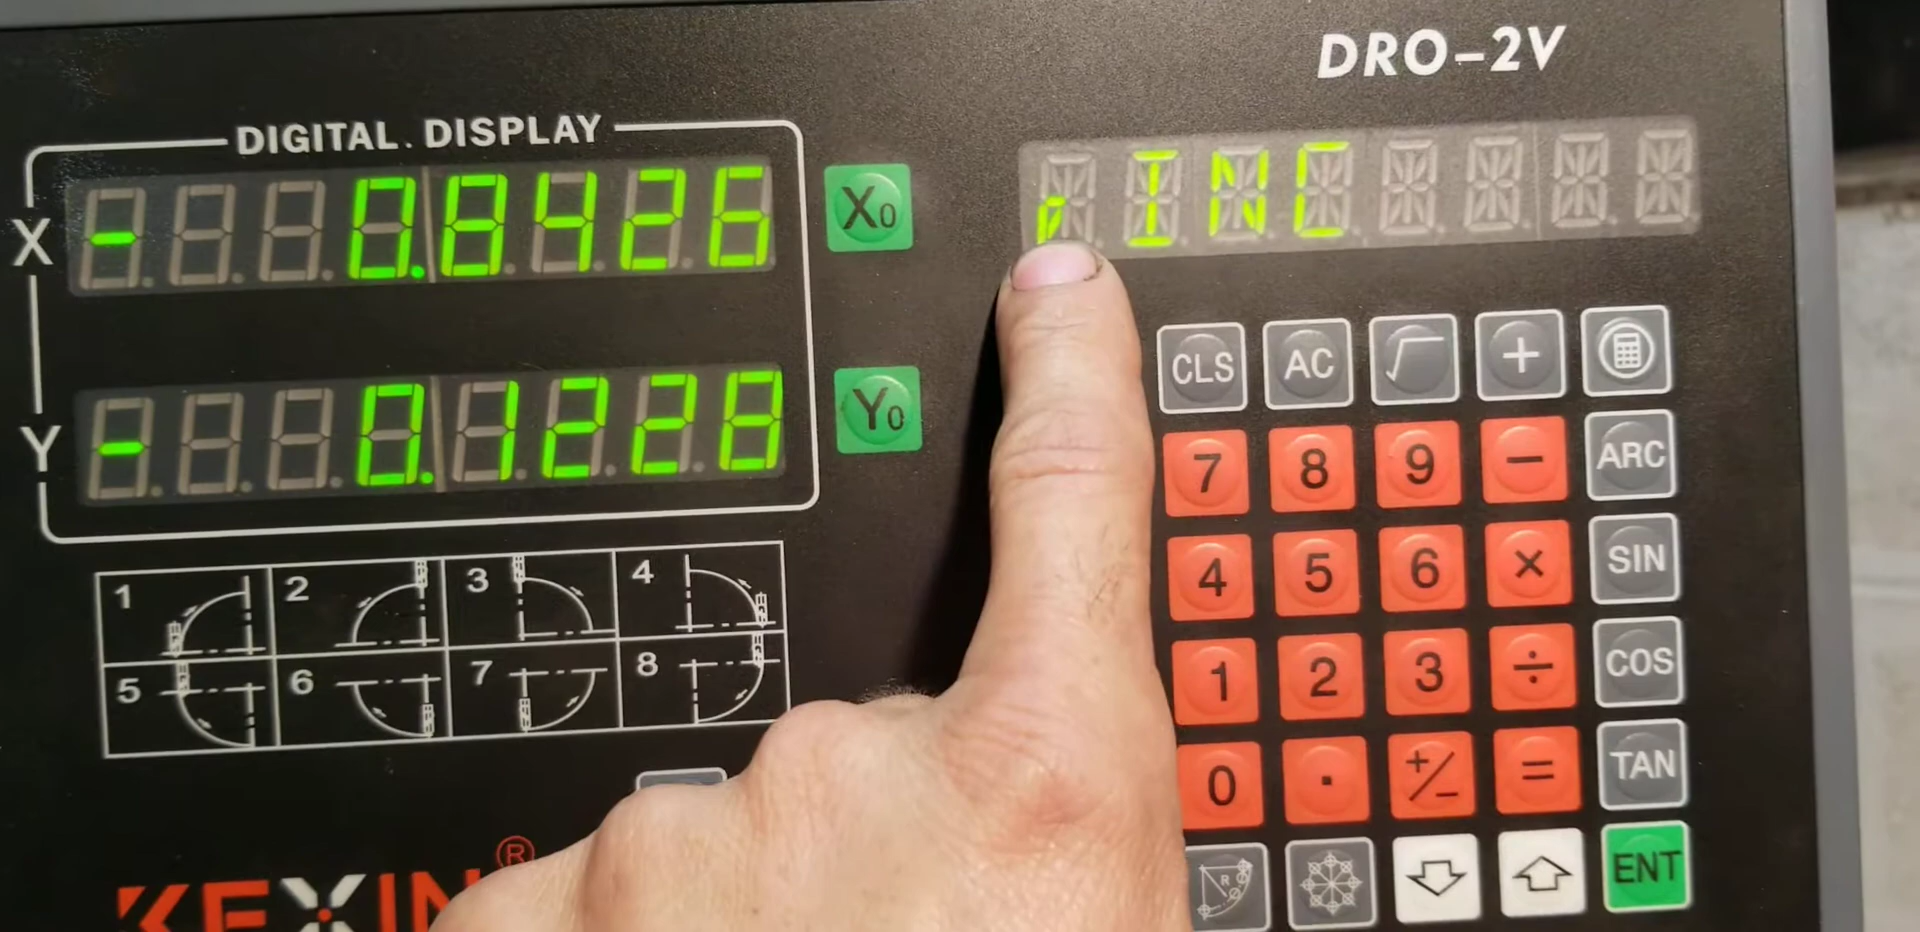 DRO-2V
DIGITAL. DISPLAY
X - 0.8426 X0
r INC
Y - 0.1228 Y0
CLS AC √ +
7 8 9 − ARC
4 5 6 × SIN
1 2 3 ÷ COS
0 . +/− = TAN
R ENT
1 2 3 4
5 6 7 8
KEXIN®